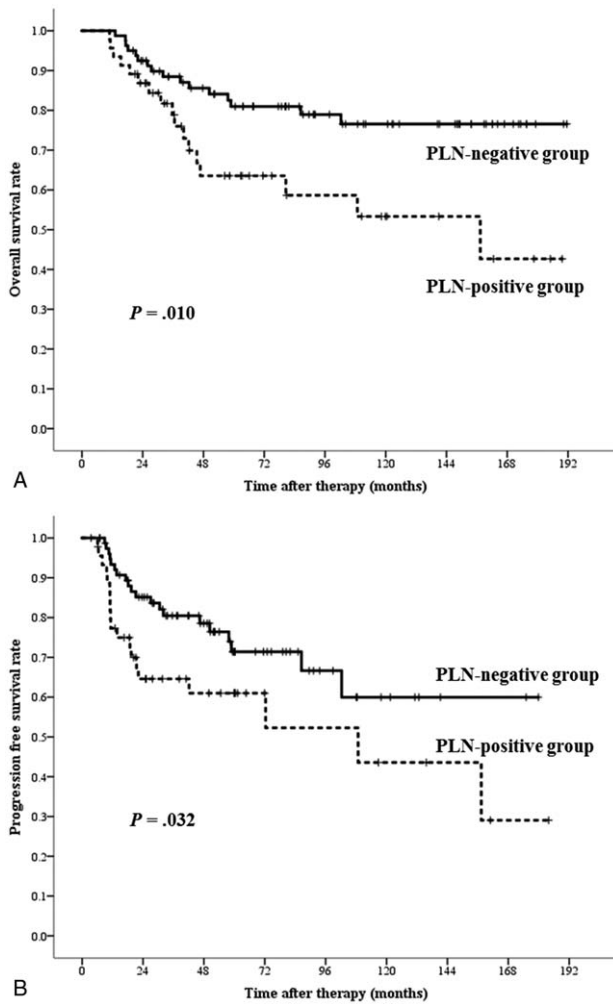 1.0
0.9
0.8
0.7
0.6
0.5
0.4
0.3
0.2
0.1
0.0
Overall survival rate
PLN-negative group
PLN-positive group
P = .010
0 24 48 72 96 120 144 168 192
Time after therapy (months)
A
1.0
0.9
0.8
0.7
0.6
0.5
0.4
0.3
0.2
0.1
0.0
Progression free survival rate
PLN-negative group
PLN-positive group
P = .032
0 24 48 72 96 120 144 168 192
Time after therapy (months)
B